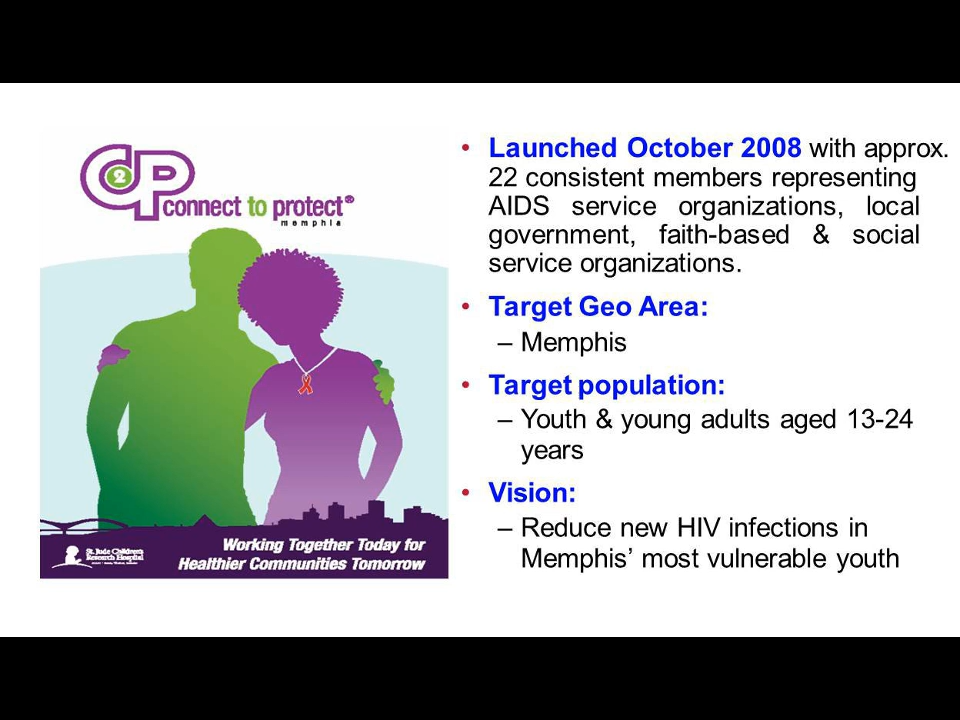 C2P
connect to protect®
memphis
Working Together Today for
Healthier Communities Tomorrow
St. Jude Children's
Research Hospital
• Launched October 2008 with approx.
22 consistent members representing
AIDS service organizations, local
government, faith-based & social
service organizations.
• Target Geo Area:
– Memphis
• Target population:
– Youth & young adults aged 13-24
years
• Vision:
– Reduce new HIV infections in
Memphis’ most vulnerable youth